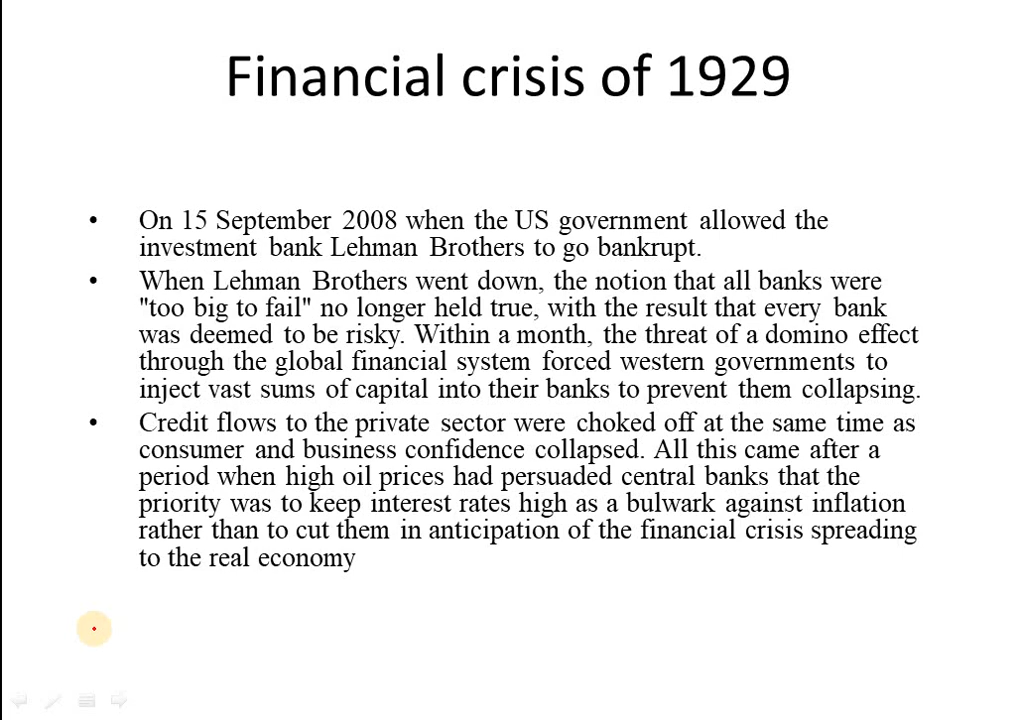 Financial crisis of 1929
• On 15 September 2008 when the US government allowed the
investment bank Lehman Brothers to go bankrupt.
• When Lehman Brothers went down, the notion that all banks were
"too big to fail" no longer held true, with the result that every bank
was deemed to be risky. Within a month, the threat of a domino effect
through the global financial system forced western governments to
inject vast sums of capital into their banks to prevent them collapsing.
• Credit flows to the private sector were choked off at the same time as
consumer and business confidence collapsed. All this came after a
period when high oil prices had persuaded central banks that the
priority was to keep interest rates high as a bulwark against inflation
rather than to cut them in anticipation of the financial crisis spreading
to the real economy